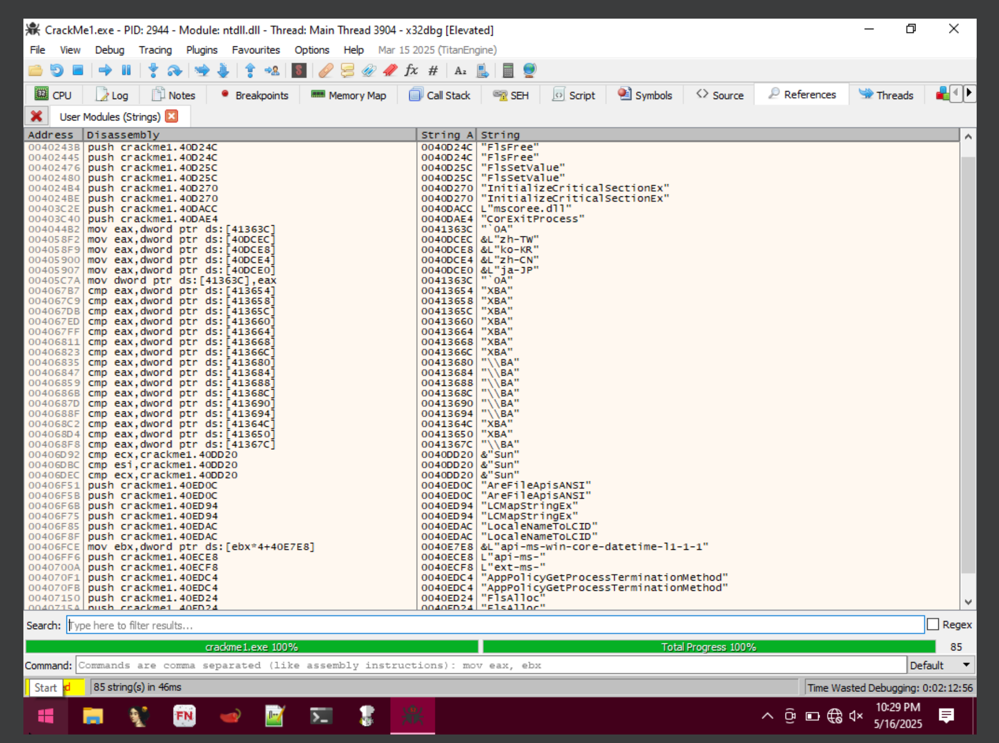 CrackMe1.exe - PID: 2944 - Module: ntdll.dll - Thread: Main Thread 3904 - x32dbg [Elevated]
File View Debug Tracing Plugins Favourites Options Help Mar 15 2025 (TitanEngine)
CPU Log Notes Breakpoints Memory Map Call Stack SEH Script Symbols Source References Threads
User Modules (Strings)
Address Disassembly String A String
0040243B push crackme1.40D24C 0040D24C "FlsFree"
00402445 push crackme1.40D24C 0040D24C "FlsFree"
00402476 push crackme1.40D25C 0040D25C "FlsSetValue"
00402480 push crackme1.40D25C 0040D25C "FlsSetValue"
004024B4 push crackme1.40D270 0040D270 "InitializeCriticalSectionEx"
004024BE push crackme1.40D270 0040D270 "InitializeCriticalSectionEx"
00403C2E push crackme1.40DACC 0040DACC L"mscoree.dll"
00403C40 push crackme1.40DAE4 0040DAE4 "CorExitProcess"
004044B2 mov eax,dword ptr ds:[41363C] 0041363C "`0A"
004058F2 mov eax,dword ptr ds:[40DCEC] 0040DCEC &L"zh-TW"
004058F9 mov eax,dword ptr ds:[40DCE8] 0040DCE8 &L"ko-KR"
00405900 mov eax,dword ptr ds:[40DCE4] 0040DCE4 &L"zh-CN"
00405907 mov eax,dword ptr ds:[40DCE0] 0040DCE0 &L"ja-JP"
00405C7A mov dword ptr ds:[41363C],eax 0041363C "`0A"
004067B7 cmp eax,dword ptr ds:[413654] 00413654 "XBA"
004067C9 cmp eax,dword ptr ds:[413658] 00413658 "XBA"
004067DB cmp eax,dword ptr ds:[41365C] 0041365C "XBA"
004067ED cmp eax,dword ptr ds:[413660] 00413660 "XBA"
004067FF cmp eax,dword ptr ds:[413664] 00413664 "XBA"
00406811 cmp eax,dword ptr ds:[413668] 00413668 "XBA"
00406823 cmp eax,dword ptr ds:[41366C] 0041366C "XBA"
00406835 cmp eax,dword ptr ds:[413680] 00413680 "\\BA"
00406847 cmp eax,dword ptr ds:[413684] 00413684 "\\BA"
00406859 cmp eax,dword ptr ds:[413688] 00413688 "\\BA"
0040686B cmp eax,dword ptr ds:[41368C] 0041368C "\\BA"
0040687D cmp eax,dword ptr ds:[413690] 00413690 "\\BA"
0040688F cmp eax,dword ptr ds:[413694] 00413694 "\\BA"
004068C2 cmp eax,dword ptr ds:[41364C] 0041364C "XBA"
004068D4 cmp eax,dword ptr ds:[413650] 00413650 "XBA"
004068F8 cmp eax,dword ptr ds:[41367C] 0041367C "\\BA"
00406D92 cmp ecx,crackme1.40DD20 0040DD20 &"Sun"
00406DBC cmp esi,crackme1.40DD20 0040DD20 &"Sun"
00406DEC cmp ecx,crackme1.40DD20 0040DD20 &"Sun"
00406F51 push crackme1.40ED0C 0040ED0C "AreFileApisANSI"
00406F5B push crackme1.40ED0C 0040ED0C "AreFileApisANSI"
00406F6B push crackme1.40ED94 0040ED94 "LCMapStringEx"
00406F75 push crackme1.40ED94 0040ED94 "LCMapStringEx"
00406F85 push crackme1.40EDAC 0040EDAC "LocaleNameToLCID"
00406F8F push crackme1.40EDAC 0040EDAC "LocaleNameToLCID"
00406FCE mov ebx,dword ptr ds:[ebx*4+40E7E8] 0040E7E8 &L"api-ms-win-core-datetime-l1-1-1"
00406FF6 push crackme1.40ECE8 0040ECE8 L"api-ms-"
0040700A push crackme1.40ECF8 0040ECF8 L"ext-ms-"
004070F1 push crackme1.40EDC4 0040EDC4 "AppPolicyGetProcessTerminationMethod"
004070FB push crackme1.40EDC4 0040EDC4 "AppPolicyGetProcessTerminationMethod"
00407150 push crackme1.40ED24 0040ED24 "FlsAlloc"
0040715A push crackme1.40ED24 0040ED24 "FlsAlloc"
Search: Type here to filter results... Regex
crackme1.exe 100% Total Progress 100% 85
Command: Commands are comma separated (like assembly instructions): mov eax, ebx Default
Start 85 string(s) in 46ms Time Wasted Debugging: 0:02:12:56
FN 10:29 PM
5/16/2025